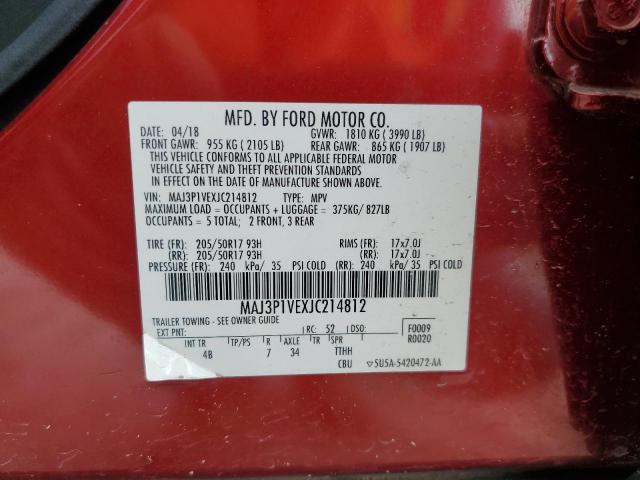 MFD. BY FORD MOTOR CO.
DATE: 04/18 GVWR: 1810 KG ( 3990 LB)
FRONT GAWR: 955 KG ( 2105 LB) REAR GAWR: 865 KG ( 1907 LB)
THIS VEHICLE CONFORMS TO ALL APPLICABLE FEDERAL MOTOR
VEHICLE SAFETY AND THEFT PREVENTION STANDARDS
IN EFFECT ON THE DATE OF MANUFACTURE SHOWN ABOVE.
VIN: MAJ3P1VEXJC214812 TYPE: MPV
MAXIMUM LOAD = OCCUPANTS + LUGGAGE = 375KG/ 827LB
OCCUPANTS = 5 TOTAL; 2 FRONT, 3 REAR
TIRE (FR): 205/50R17 93H RIMS (FR): 17x7.0J
(RR): 205/50R17 93H (RR): 17x7.0J
PRESSURE (FR): 240 kPa/ 35 PSI COLD (RR): 240 kPa/ 35 PSI COLD
MAJ3P1VEXJC214812
TRAILER TOWING - SEE OWNER GUIDE
EXT PNT: RC: 52 DSO: F0009
R0020
INT TR TP/PS R AXLE TR SPR
4B 7 34 TTHH
CBU ▽5U5A-5420472-AA